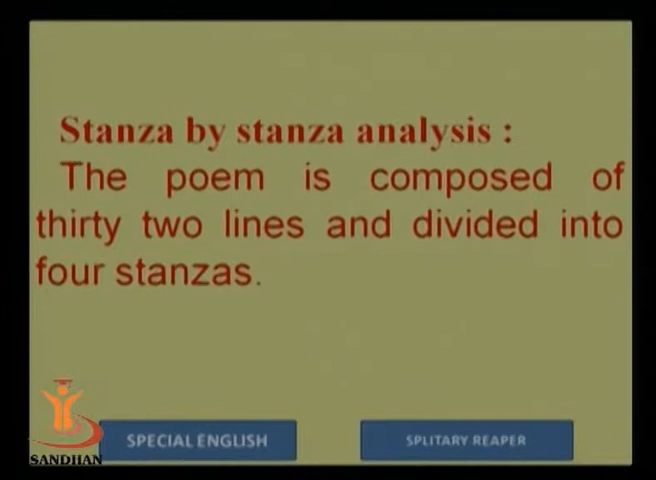 Stanza by stanza analysis :
The poem is composed of
thirty two lines and divided into
four stanzas.
SPECIAL ENGLISH
SPLITARY REAPER
SANDHAN